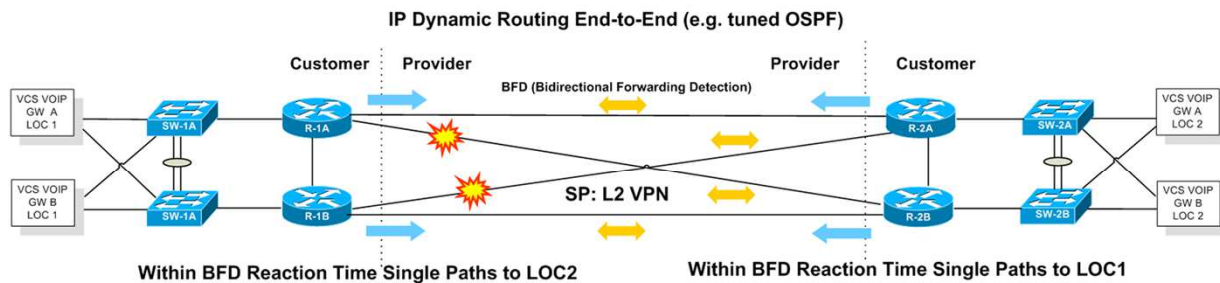 IP Dynamic Routing End-to-End (e.g. tuned OSPF)
Customer
Provider
Provider
Customer
BFD (Bidirectional Forwarding Detection)
VCS VOIP
GW A
LOC 1
SW-1A
R-1A
R-2A
SW-2A
VCS VOIP
GW A
LOC 2
VCS VOIP
GW B
LOC 1
SW-1A
R-1B
SP: L2 VPN
R-2B
SW-2B
VCS VOIP
GW B
LOC 2
Within BFD Reaction Time Single Paths to LOC2
Within BFD Reaction Time Single Paths to LOC1